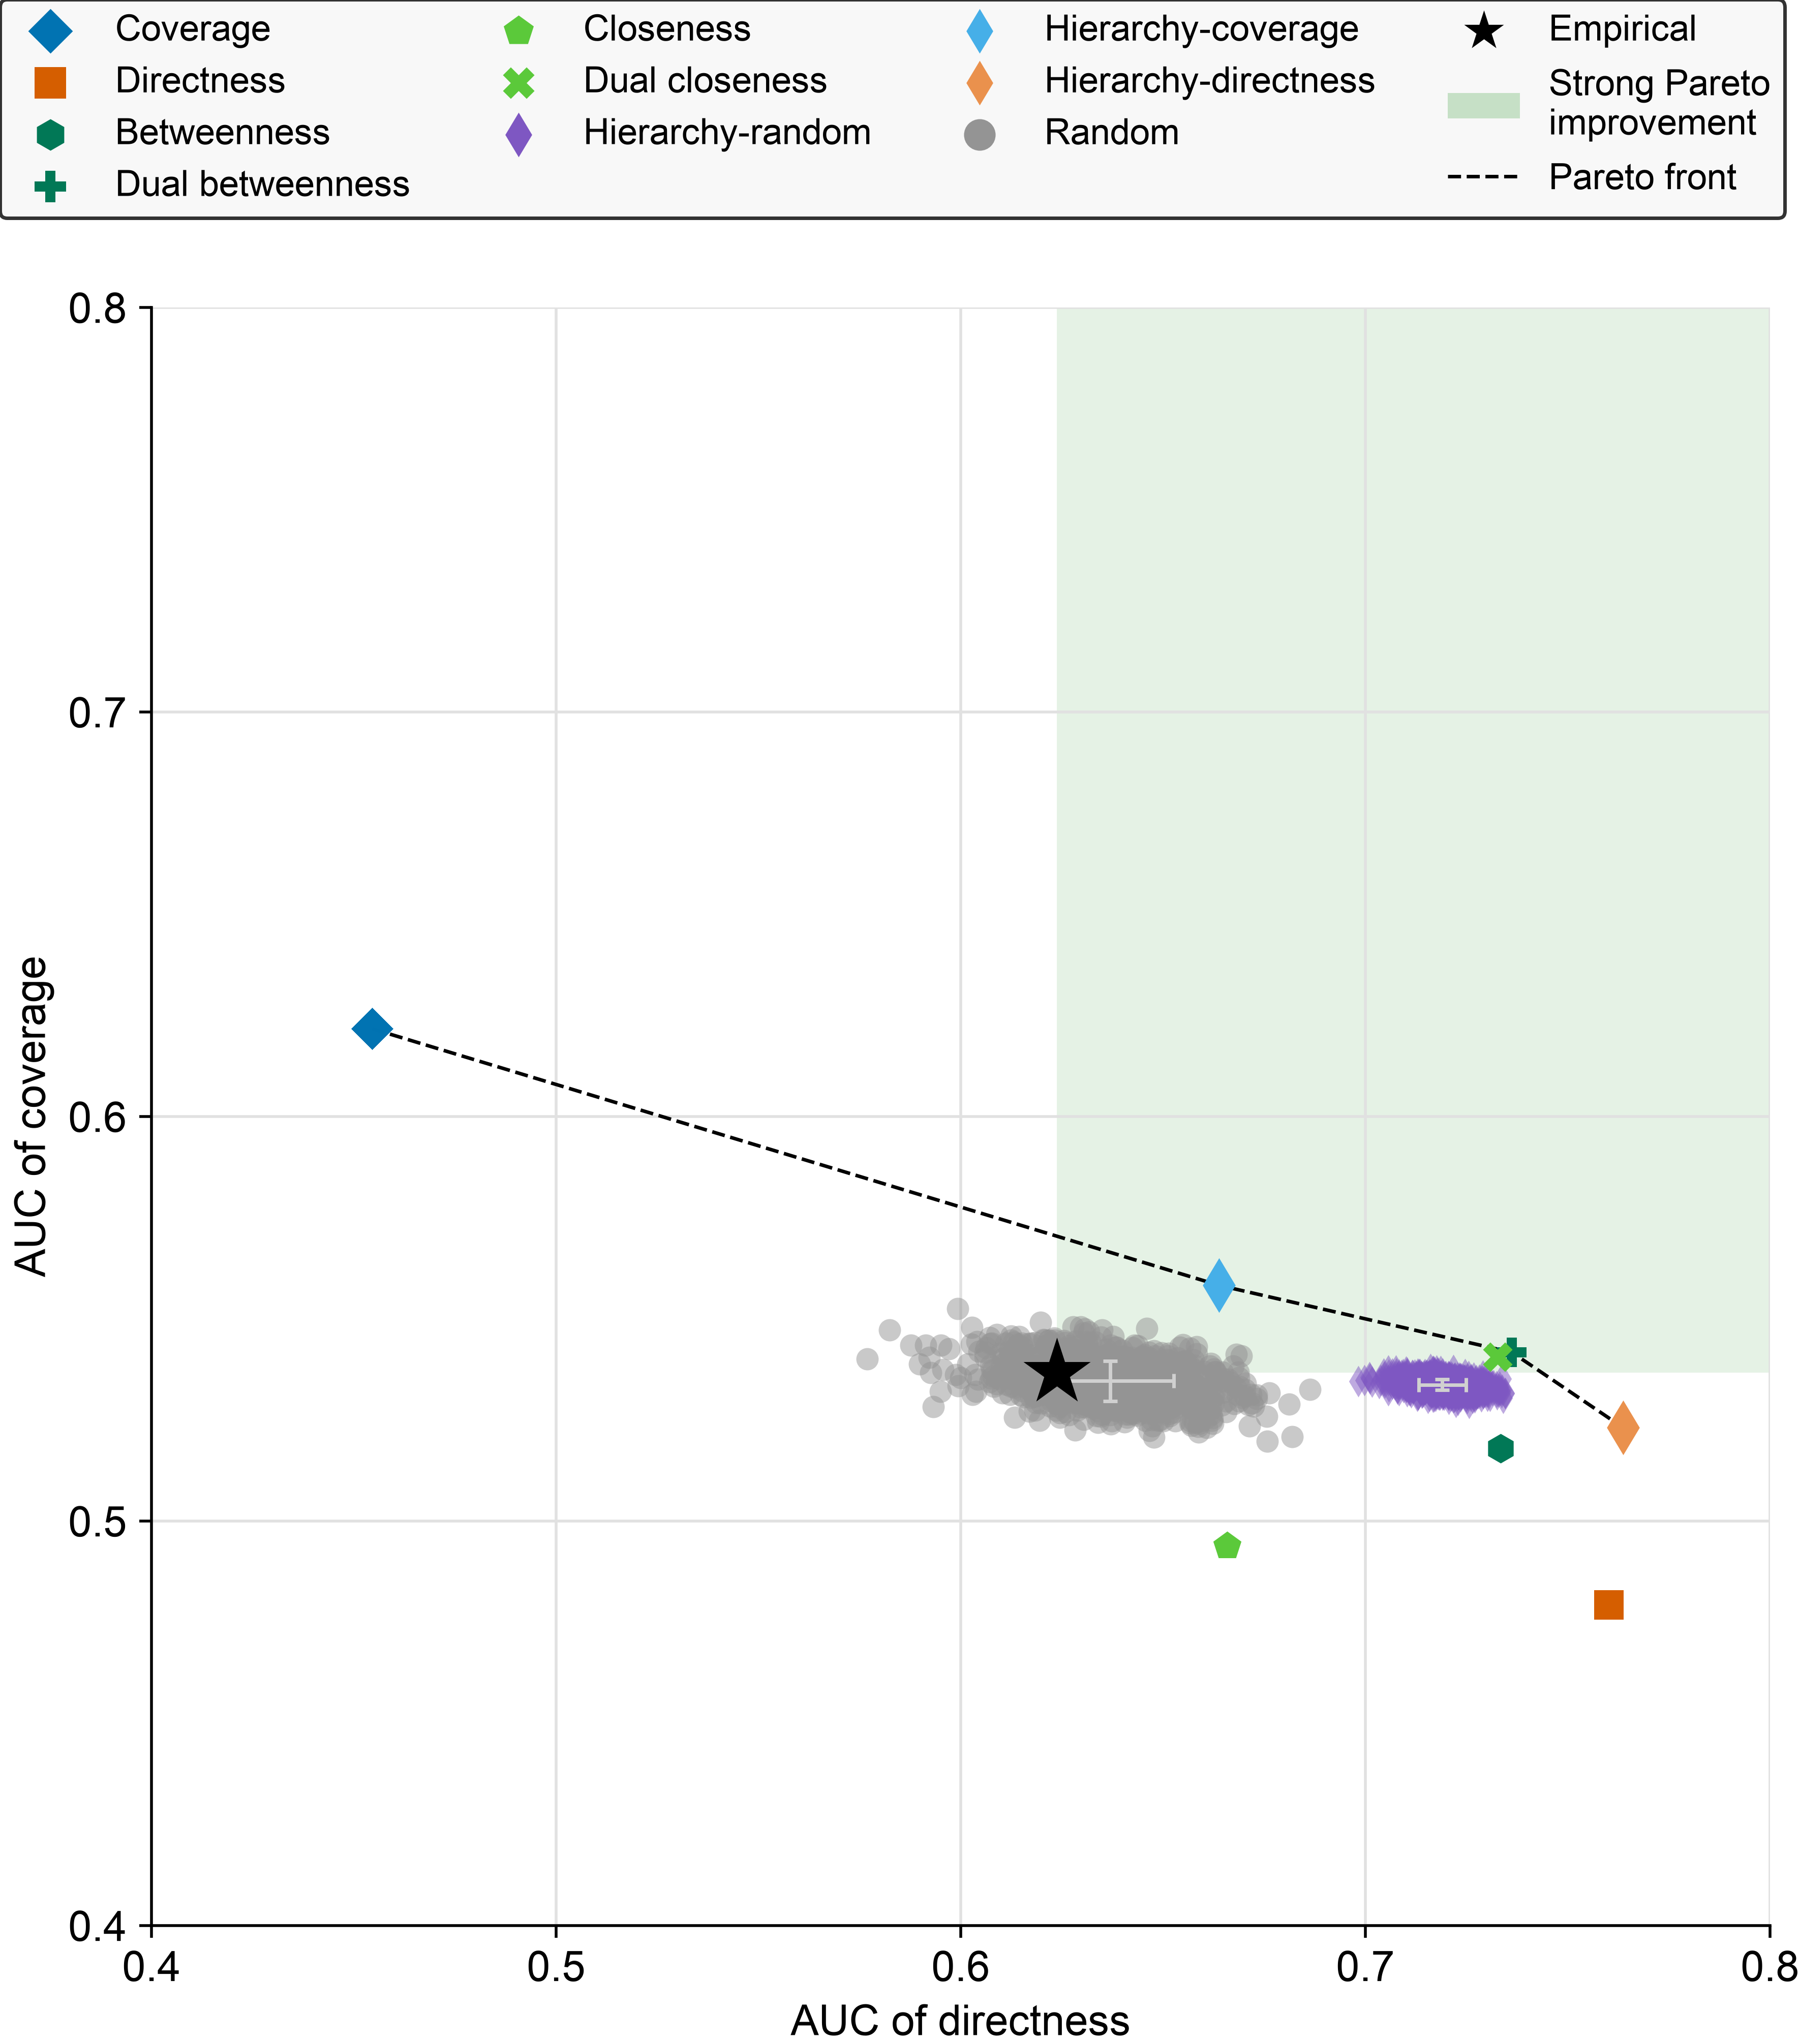 Coverage
Directness
Betweenness
Dual betweenness
Closeness
Dual closeness
Hierarchy-random
Hierarchy-coverage
Hierarchy-directness
Random
Empirical
Strong Pareto
improvement
Pareto front
AUC of coverage
0.8
0.7
0.6
0.5
0.4
0.4
0.5
0.6
0.7
0.8
AUC of directness